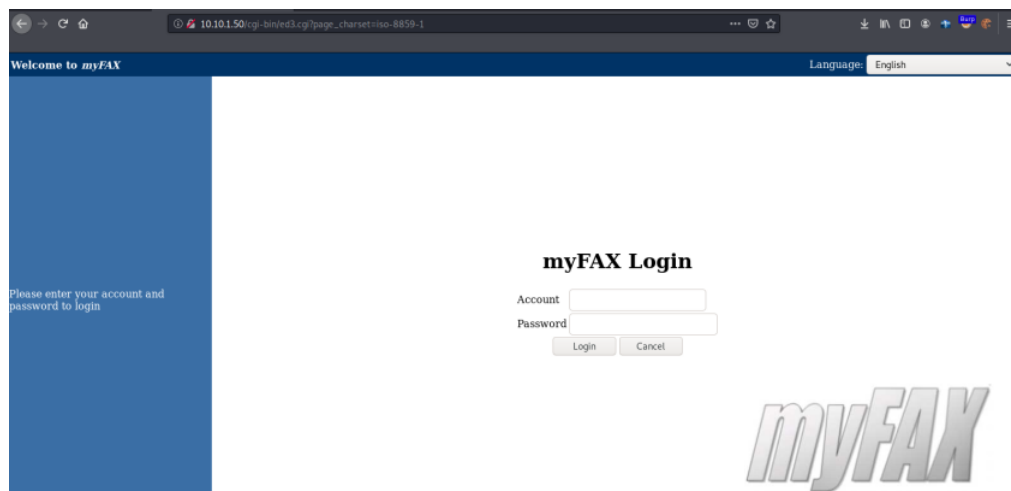 10.10.1.50/cgi-bin/ed3.cgi?page_charset=iso-8859-1
Burp
Welcome to myFAX
Language: English
myFAX Login
Please enter your account and
password to login
Account
Password
Login Cancel
myFAX